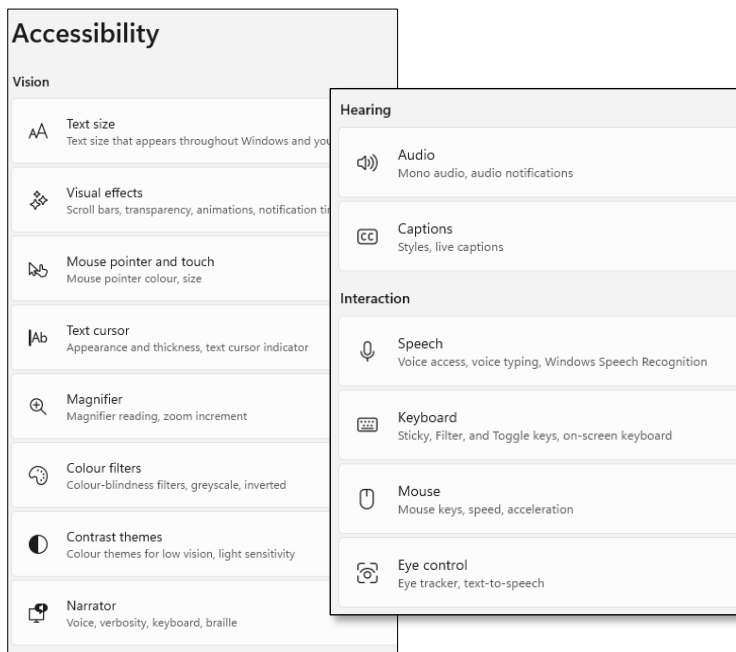 Accessibility
Vision
Text size
Text size that appears throughout Windows and you
Visual effects
Scroll bars, transparency, animations, notification
Mouse pointer and touch
Mouse pointer colour, size
Text cursor
Appearance and thickness, text cursor indicator
Magnifier
Magnifier reading, zoom increment
Colour filters
Colour-blindness filters, greyscale, inverted
Contrast themes
Colour themes for low vision, light sensitivity
Narrator
Voice, verbosity, keyboard, braille
Hearing
Audio
Mono audio, audio notifications
CC
Captions
Styles, live captions
Interaction
Speech
Voice access, voice typing, Windows Speech Recognition
Keyboard
Sticky, Filter, and Toggle keys, on-screen keyboard
Mouse
Mouse keys, speed, acceleration
Eye control
Eye tracker, text-to-speech